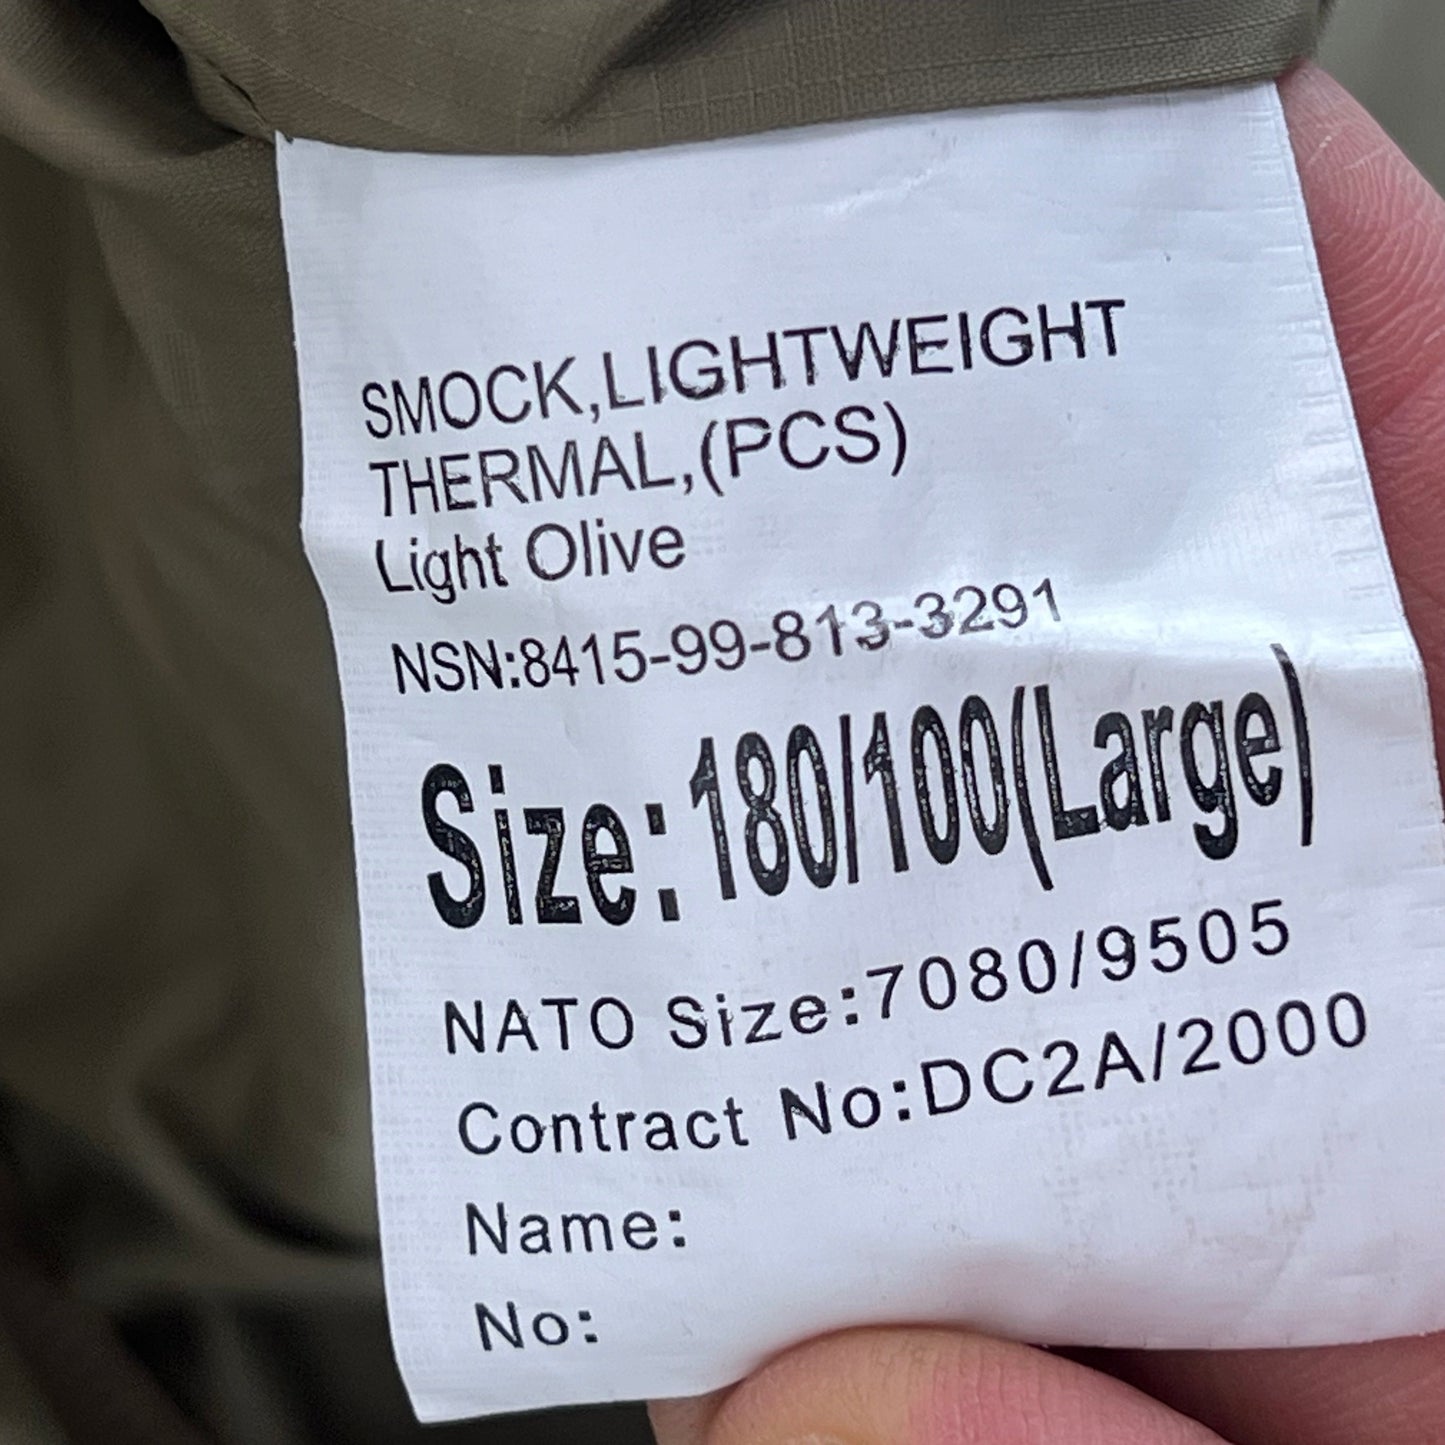 SMOCK,LIGHTWEIGHT
THERMAL,(PCS)
Light Olive
NSN:8415-99-813-3291
Size:180/100(Large)
NATO Size:7080/9505
Contract No:DC2A/2000
Name:
No: